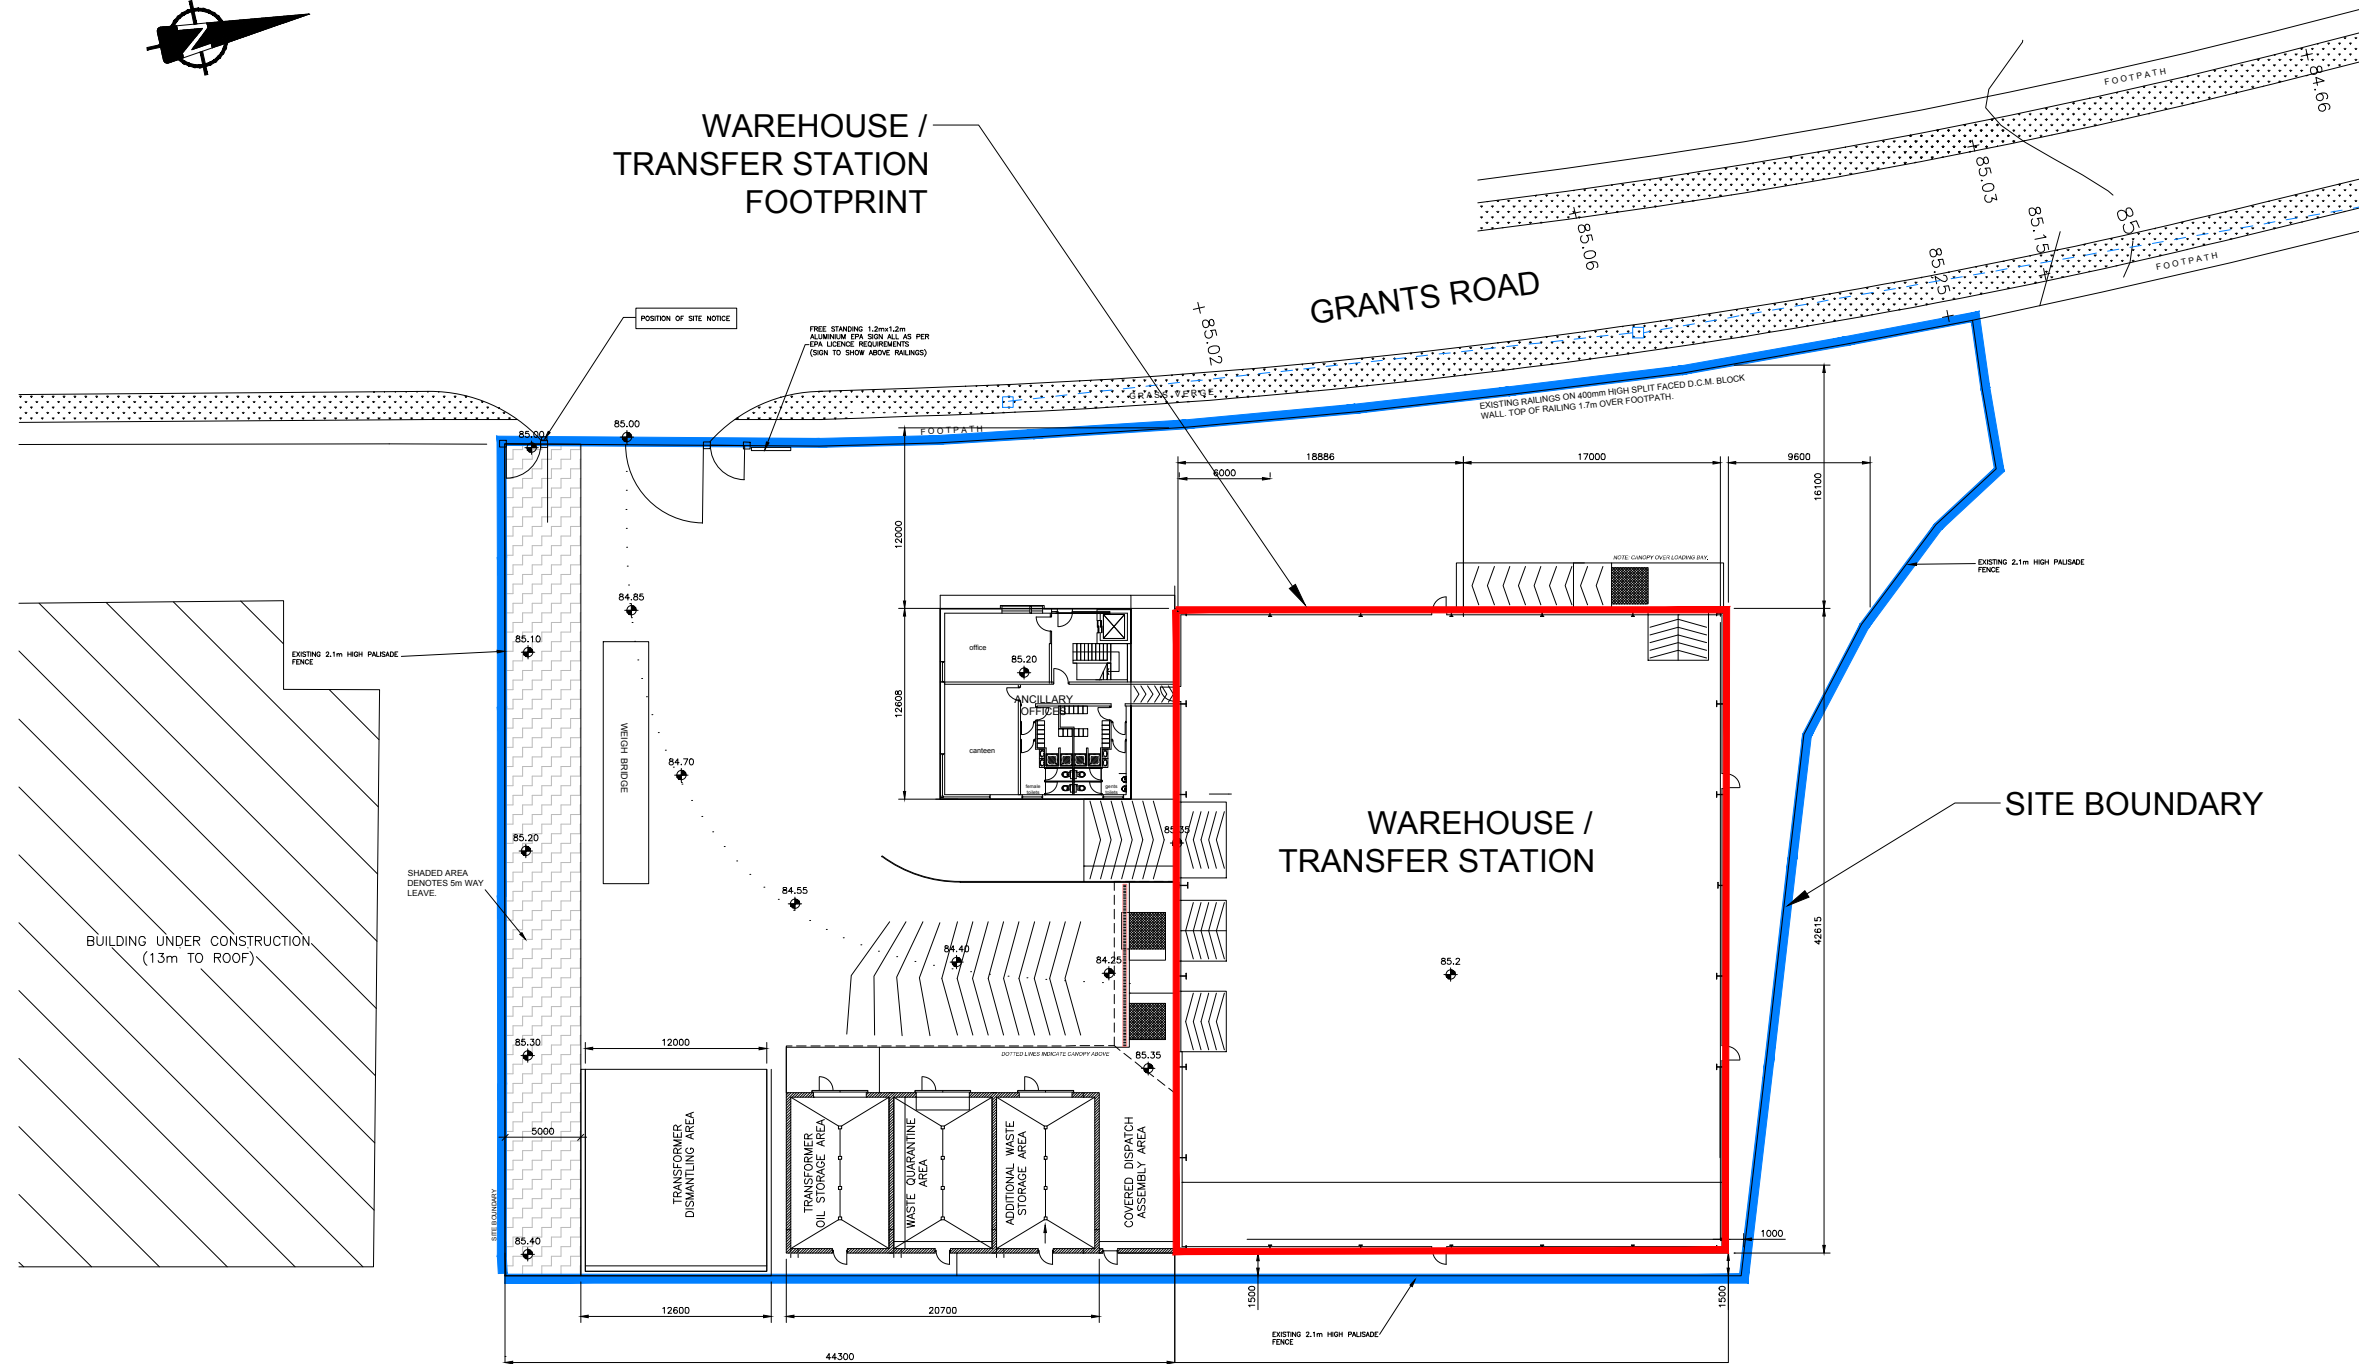 N
WAREHOUSE /
TRANSFER STATION
FOOTPRINT
FOOTPATH
84.66
85.03
85.06
85.15
85
85.25
FOOTPATH
GRANTS ROAD
85.02
POSITION OF SITE NOTICE
FREE STANDING 1.2mx1.2m
ALUMINIUM EPA SIGN ALL AS PER
EPA LICENCE REQUIREMENTS
(SIGN TO SHOW ABOVE RAILINGS)
GRASS VERGE
FOOTPATH
EXISTING RAILINGS ON 400mm HIGH SPLIT FACED D.C.M. BLOCK
WALL. TOP OF RAILING 1.7m OVER FOOTPATH.
85.00
85.00
18886
17000
9600
6000
16100
12000
NOTE: CANOPY OVER LOADING BAY,
EXISTING 2.1m HIGH PALISADE
FENCE
84.85
85.10
EXISTING 2.1m HIGH PALISADE
FENCE
office
85.20
ANCILLARY
OFFICES
12608
canteen
female
toilets
gents
toilets
WEIGH BRIDGE
84.70
85.20
85.35
WAREHOUSE /
TRANSFER STATION
SITE BOUNDARY
SHADED AREA
DENOTES 5m WAY
LEAVE.
84.55
BUILDING UNDER CONSTRUCTION
(13m TO ROOF)
84.40
84.25
85.2
42615
85.30
12000
DOTTED LINES INDICATE CANOPY ABOVE
85.35
5000
TRANSFORMER
DISMANTLING AREA
TRANSFORMER
OIL STORAGE AREA
WASTE QUARANTINE
AREA
ADDITIONAL WASTE
STORAGE AREA
COVERED DISPATCH
ASSEMBLY AREA
SITE BOUNDARY
85.40
1000
1500
1500
12600
20700
EXISTING 2.1m HIGH PALISADE
FENCE
44300